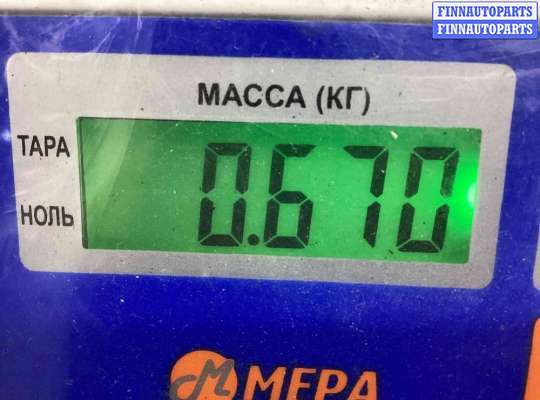 FINNAUTOPARTS
FINNAUTOPARTS
МАССА (КГ)
ТАРА
0.670
НОЛЬ
МЕРА